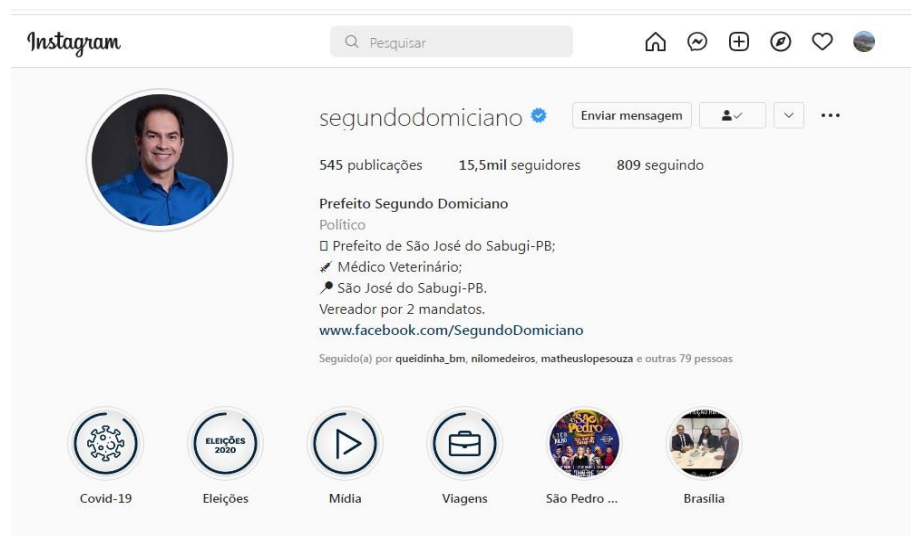 Instagram
Pesquisar
segundodomiciano
Enviar mensagem
545 publicações 15,5mil seguidores 809 seguindo
Prefeito Segundo Domiciano
Político
Prefeito de São José do Sabugi-PB;
Médico Veterinário;
São José do Sabugi-PB.
Vereador por 2 mandatos.
www.facebook.com/SegundoDomiciano
Seguido(a) por queidinha_bm, nilomedeiros, matheuslopesouza e outras 79 pessoas
ELEIÇÕES
2020
São
Pedro
Covid-19 Eleições Mídia Viagens São Pedro ... Brasília